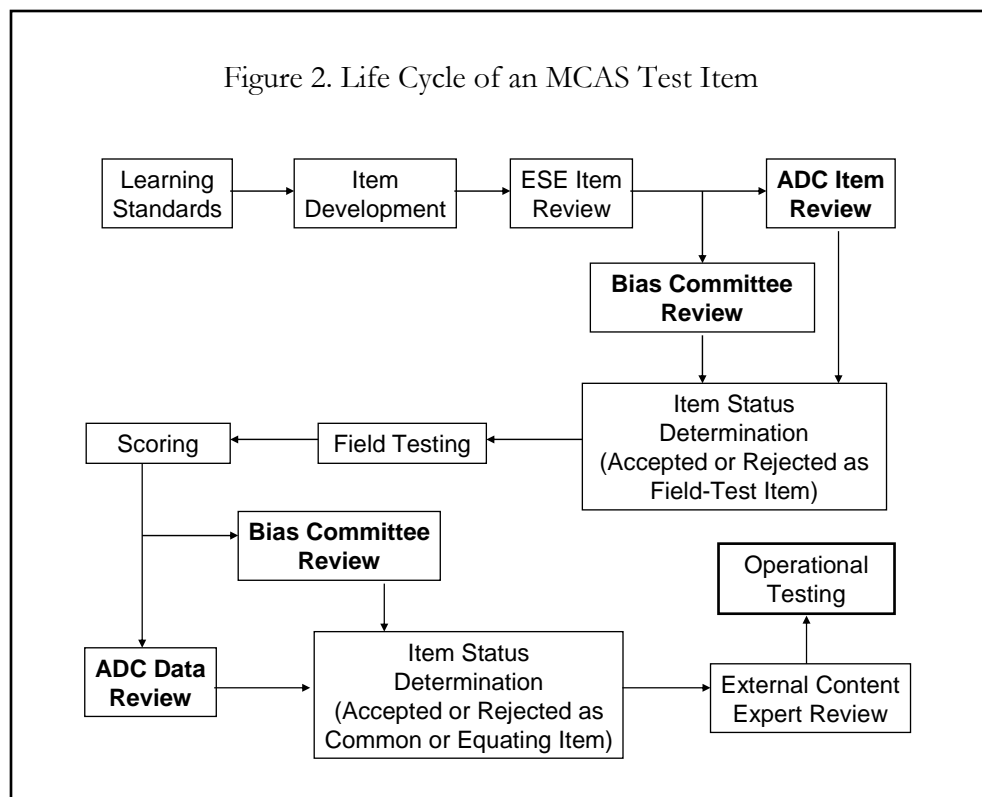 Figure 2. Life Cycle of an MCAS Test Item
Learning
Standards
Item
Development
ESE Item
Review
ADC Item
Review
Bias Committee
Review
Item Status
Determination
(Accepted or Rejected as
Field-Test Item)
Field Testing
Scoring
Bias Committee
Review
ADC Data
Review
Item Status
Determination
(Accepted or Rejected as
Common or Equating Item)
External Content
Expert Review
Operational
Testing